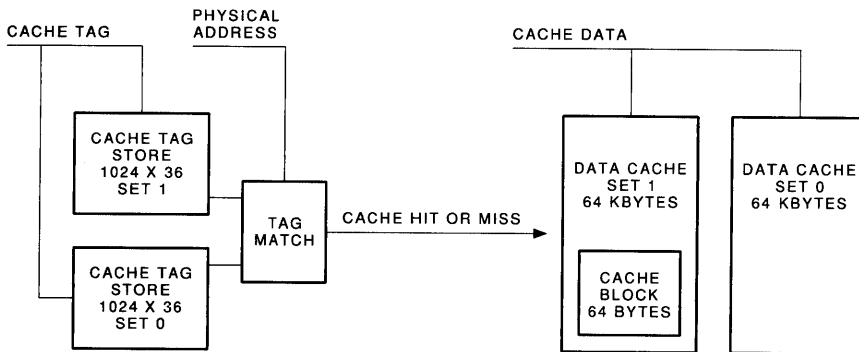 PHYSICAL
ADDRESS
CACHE TAG
CACHE DATA
CACHE TAG
STORE
1024 X 36
SET 1
TAG
MATCH
CACHE HIT OR MISS
CACHE TAG
STORE
1024 X 36
SET 0
DATA CACHE
SET 1
64 KBYTES
CACHE
BLOCK
64 BYTES
DATA CACHE
SET 0
64 KBYTES